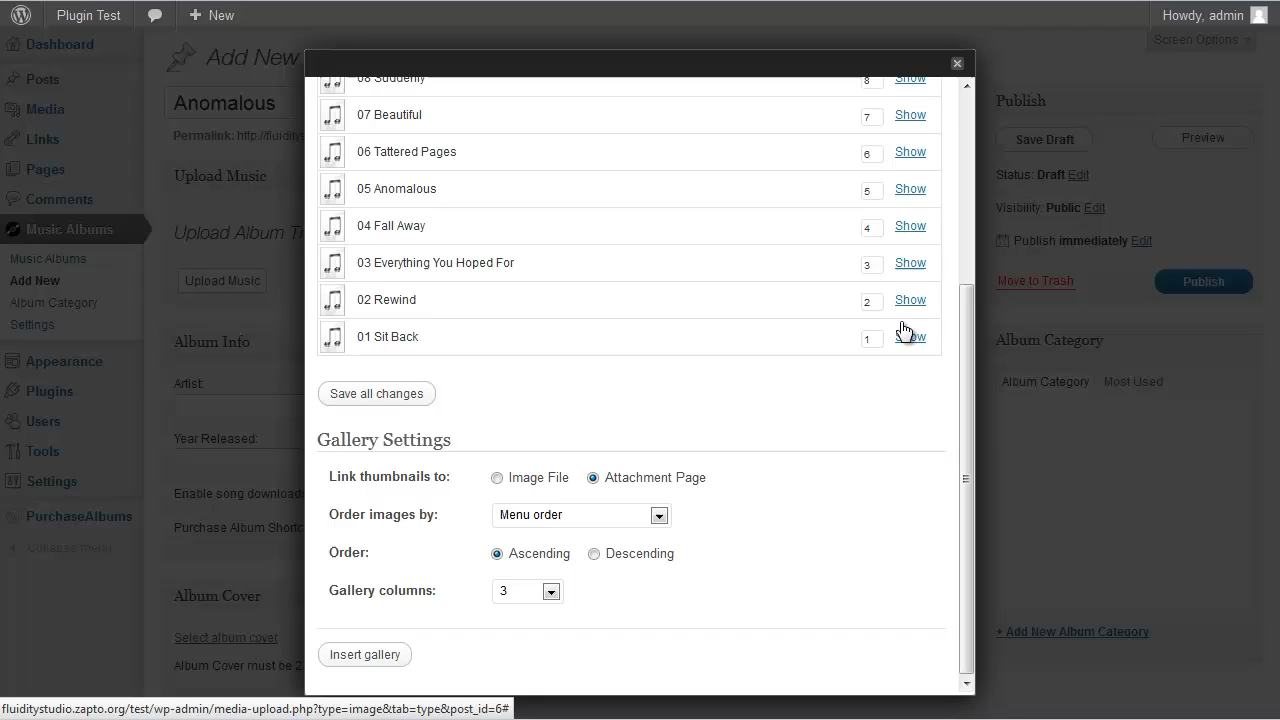 Plugin Test
New
Howdy, admin
Dashboard
Posts
Media
Links
Pages
Comments
Music Albums
Music Albums
Add New
Album Category
Settings
Appearance
Plugins
Users
Tools
Settings
PurchaseAlbums
Collapse menu
Add New
Screen Options
Anomalous
Permalink: http://fluidity
Upload Music
Upload Album
Upload Music
Album Info
Artist:
Year Released:
Enable song download
Purchase Album
Album Cover
Select album cover
Album Cover must be
08 Suddenly 8 Show
07 Beautiful 7 Show
06 Tattered Pages 6 Show
05 Anomalous 5 Show
04 Fall Away 4 Show
03 Everything You Hoped For 3 Show
02 Rewind 2 Show
01 Sit Back 1 Show
Save all changes
Gallery Settings
Link thumbnails to: Image File Attachment Page
Order images by: Menu order
Order: Ascending Descending
Gallery columns: 3
Insert gallery
Publish
Save Draft Preview
Status: Draft Edit
Visibility: Public Edit
Publish immediately Edit
Move to Trash Publish
Album Category
Album Category Most Used
+ Add New Album Category
fluiditystudio.zapto.org/test/wp-admin/media-upload.php?type=image&tab=type&post_id=6#